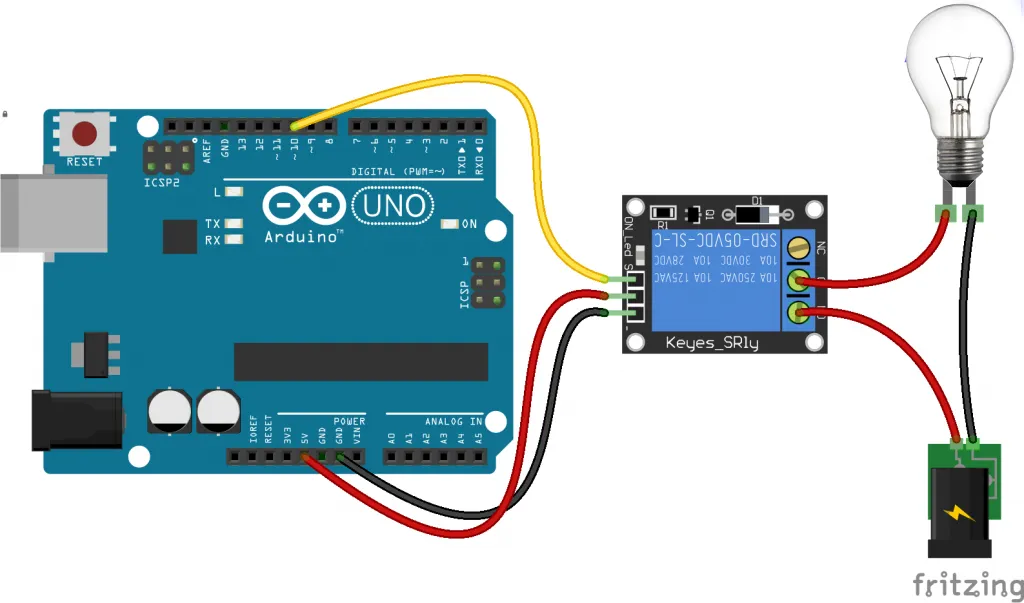 RESET
ICSP2
AREF
GND
13
12
~11
~10
~9
8
7
~6
~5
4
~3
2
TX0▶1
RX0◀0
DIGITAL (PWM=~)
L
TX
RX
UNO
Arduino™
ON
1
ICSP
IOREF
RESET
3V3
5V
GND
GND
VIN
POWER
ANALOG IN
A0
A1
A2
A3
A4
A5
ON_Led
R1
Q1
D1
SRD-05VDC-SL-C
10A 30VDC 10A 28VDC
10A 250VAC 10A 125VAC
NC
S
-
Keyes_SR1y
fritzing